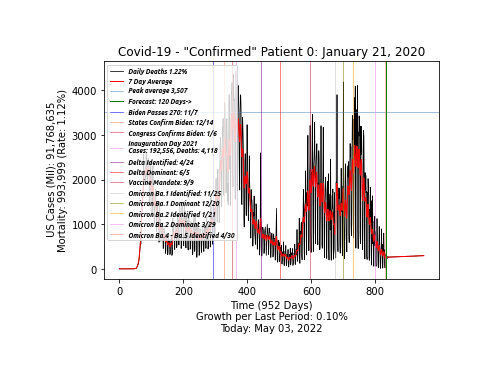 Covid-19 - "Confirmed" Patient 0: January 21, 2020
US Cases (Mil): 91,768,635
Mortality: 993,999 (Rate: 1.12%)
4000
3000
2000
1000
0
Daily Deaths 1.22%
7 Day Average
Peak average 3,507
Forecast: 120 Days->
Biden Passes 270: 11/7
States Confirm Biden: 12/14
Congress Confirms Biden: 1/6
Inauguration Day 2021
Cases: 192,556, Deaths: 4,118
Delta Identified: 4/24
Delta Dominant: 6/5
Vaccine Mandate: 9/9
Omicron Ba.1 Identified: 11/25
Omicron Ba.1 Dominant 12/20
Omicron Ba.2 Identified 1/21
Omicron Ba.2 Dominant 3/29
Omicron Ba.4 - Ba.5 Identified 4/30
0 200 400 600 800
Time (952 Days)
Growth per Last Period: 0.10%
Today: May 03, 2022